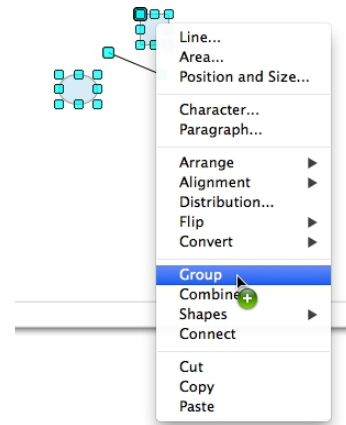 Line...
Area...
Position and Size...
Character...
Paragraph...
Arrange
Alignment
Distribution...
Flip
Convert
Group
Combine
Shapes
Connect
Cut
Copy
Paste